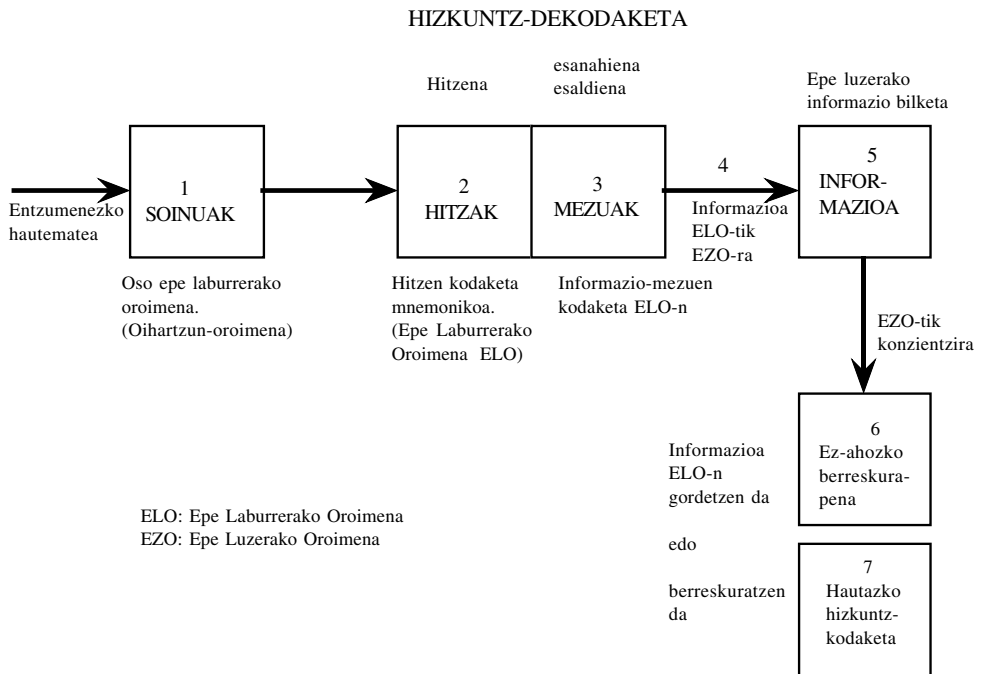 HIZKUNTZ-DEKODAKETA
Hitzena
esanahiena
esaldiena
Epe luzerako
informazio bilketa
Entzumenezko
hautematea
1
SOINUAK
2
HITZAK
3
MEZUAK
4
Informazioa
ELO-tik
EZO-ra
5
INFOR-
MAZIOA
Oso epe laburrerako
oroimena.
(Oihartzun-oroimena)
Hitzen kodaketa
mnemonikoa.
(Epe Laburrerako
Oroimena ELO)
Informazio-mezuen
kodaketa ELO-n
EZO-tik
konzientzira
6
Ez-ahozko
berreskura-
pena
Informazioa
ELO-n
gordetzen da
edo
berreskuratzen
da
7
Hautazko
hizkuntz-
kodaketa
ELO: Epe Laburrerako Oroimena
EZO: Epe Luzerako Oroimena